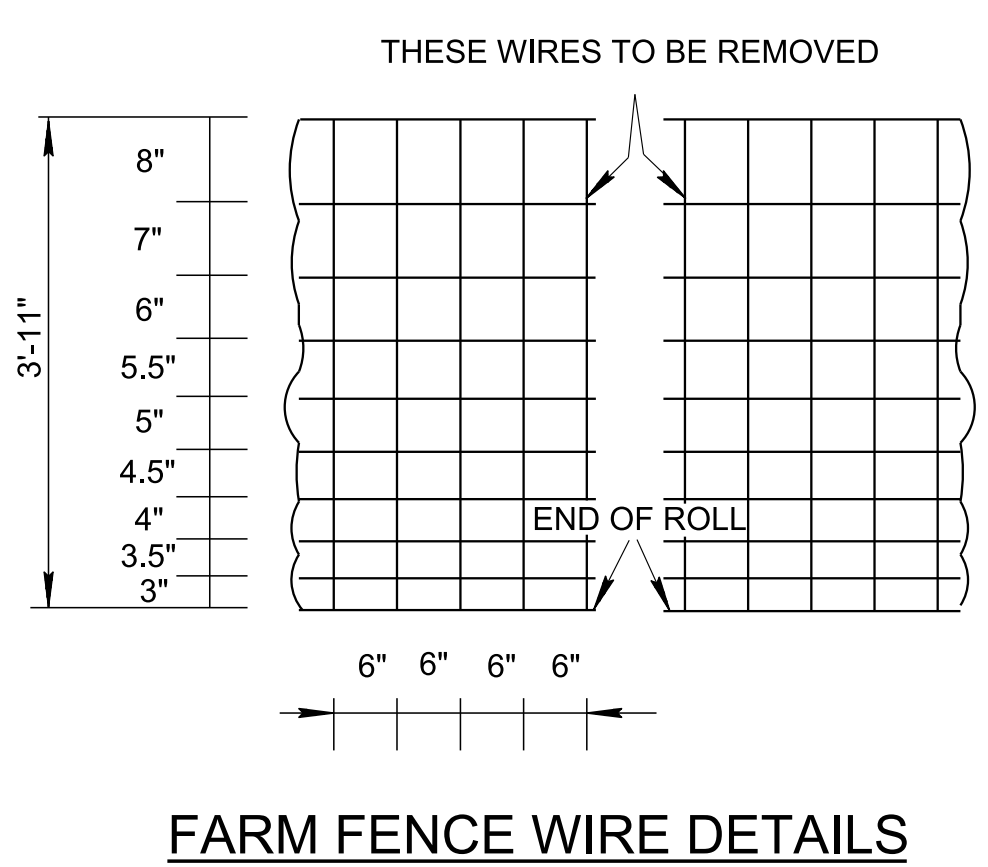 THESE WIRES TO BE REMOVED
8"
7"
6"
5.5"
5"
4.5"
4"
3.5"
3"
3'-11"
END OF ROLL
6" 6" 6" 6"
FARM FENCE WIRE DETAILS